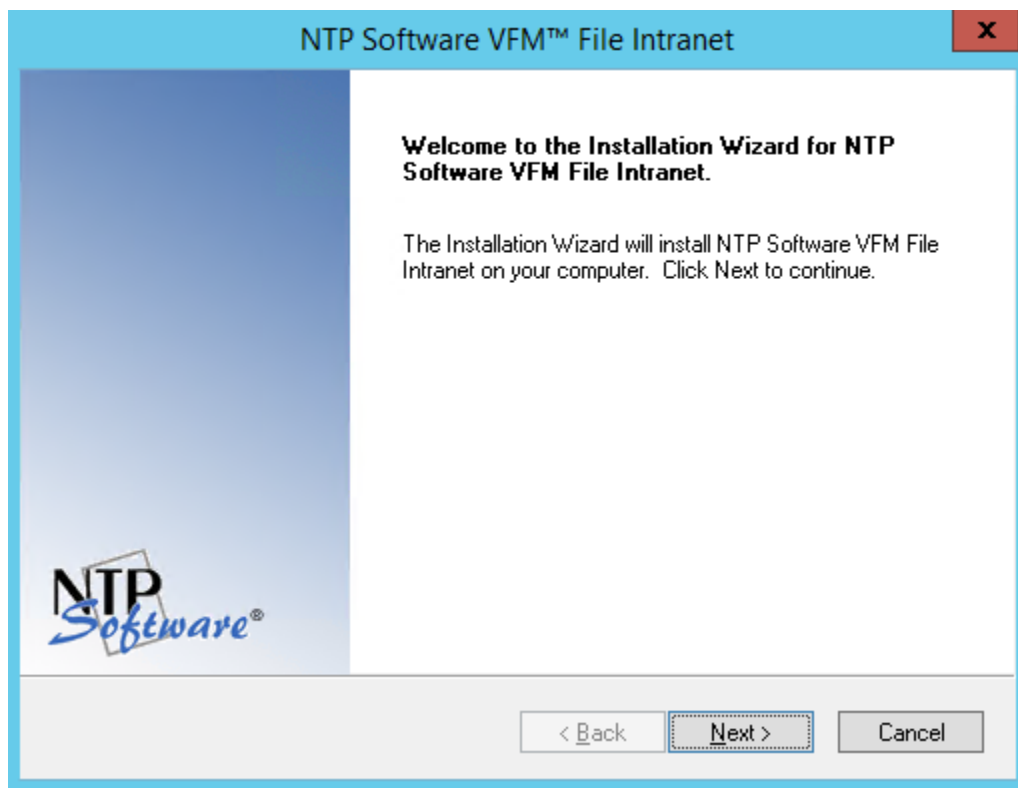 NTP Software VFM™ File Intranet
x
Welcome to the Installation Wizard for NTP
Software VFM File Intranet.
The Installation Wizard will install NTP Software VFM File
Intranet on your computer.  Click Next to continue.
NTP
Software®
< Back
Next >
Cancel